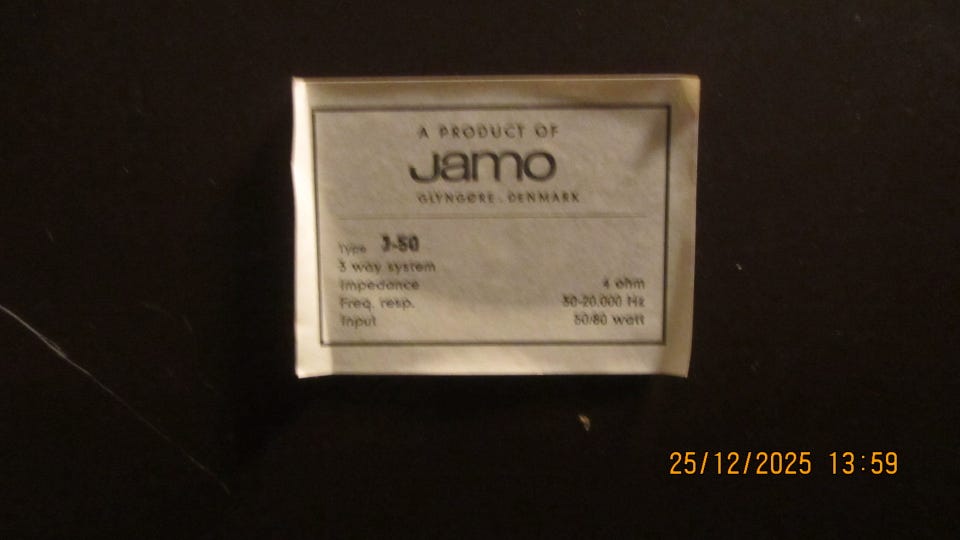 A PRODUCT OF
Jamo
GLYNGØRE . DENMARK
Type J-50
3 way system
Impedance 4 ohm
Freq. resp. 30-20.000 Hz
Input 50/80 watt
25/12/2025 13:59